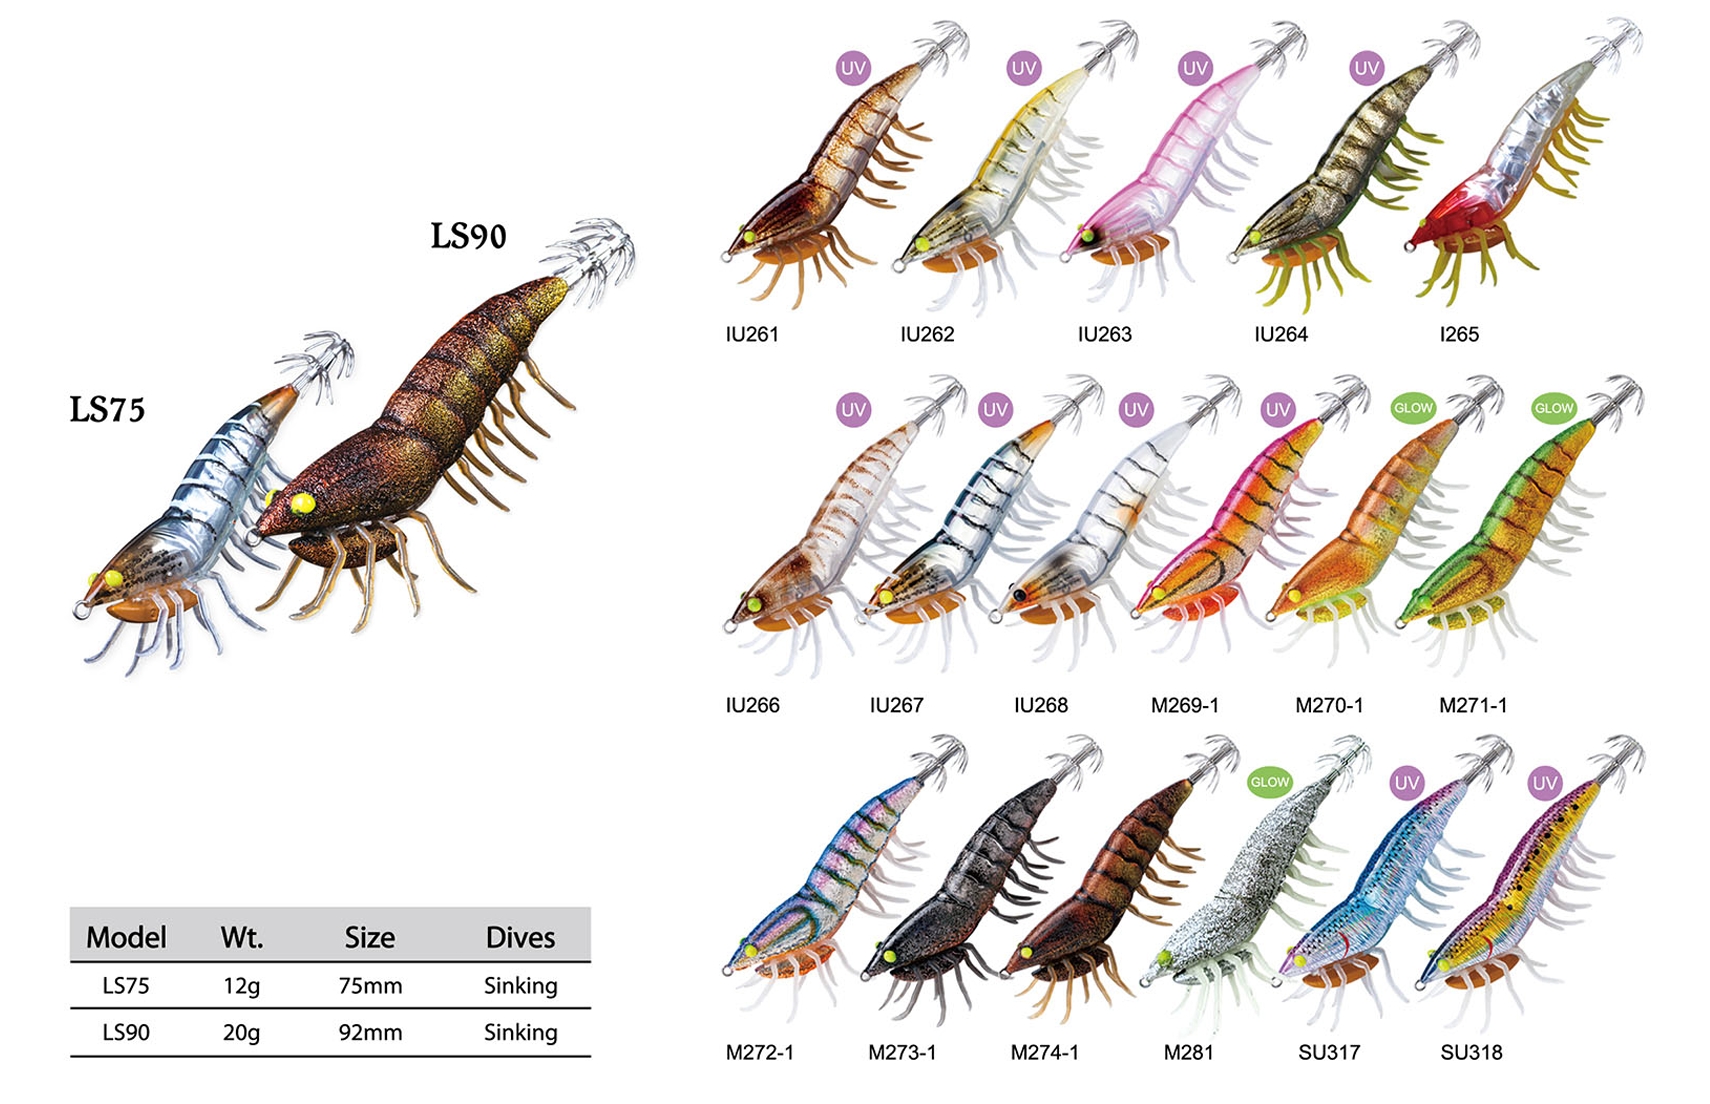 LS90
LS75
Model Wt. Size Dives
LS75 12g 75mm Sinking
LS90 20g 92mm Sinking
UV UV UV UV
IU261 IU262 IU263 IU264 I265
UV UV UV UV GLOW GLOW
IU266 IU267 IU268 M269-1 M270-1 M271-1
GLOW UV UV
M272-1 M273-1 M274-1 M281 SU317 SU318